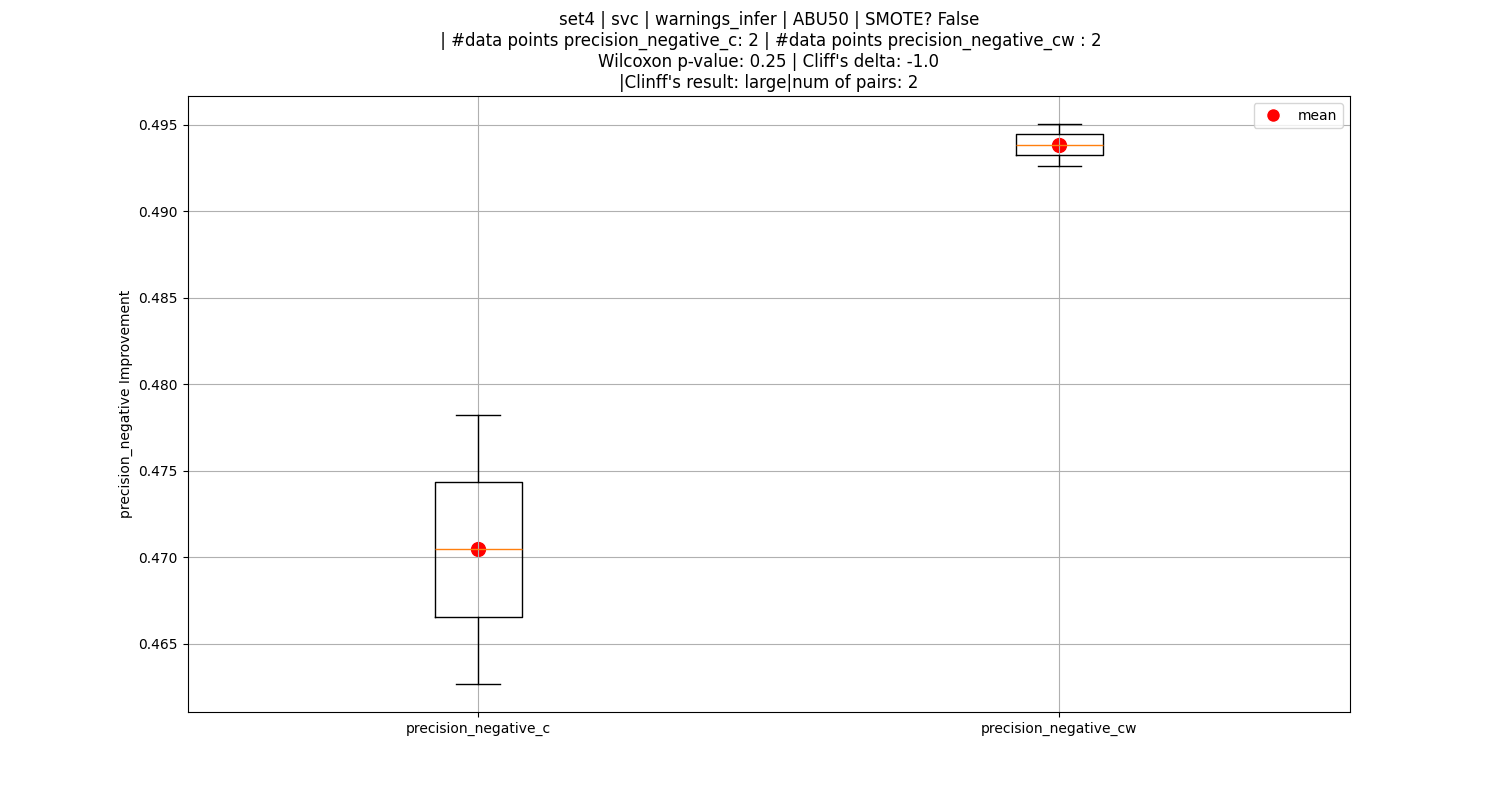 set4 | svc | warnings_infer | ABU50 | SMOTE? False
| #data points precision_negative_c: 2 | #data points precision_negative_cw : 2
Wilcoxon p-value: 0.25 | Cliff's delta: -1.0
|Clinff's result: large|num of pairs: 2
mean
0.495
0.490
0.485
0.480
0.475
0.470
0.465
precision_negative Improvement
precision_negative_c
precision_negative_cw